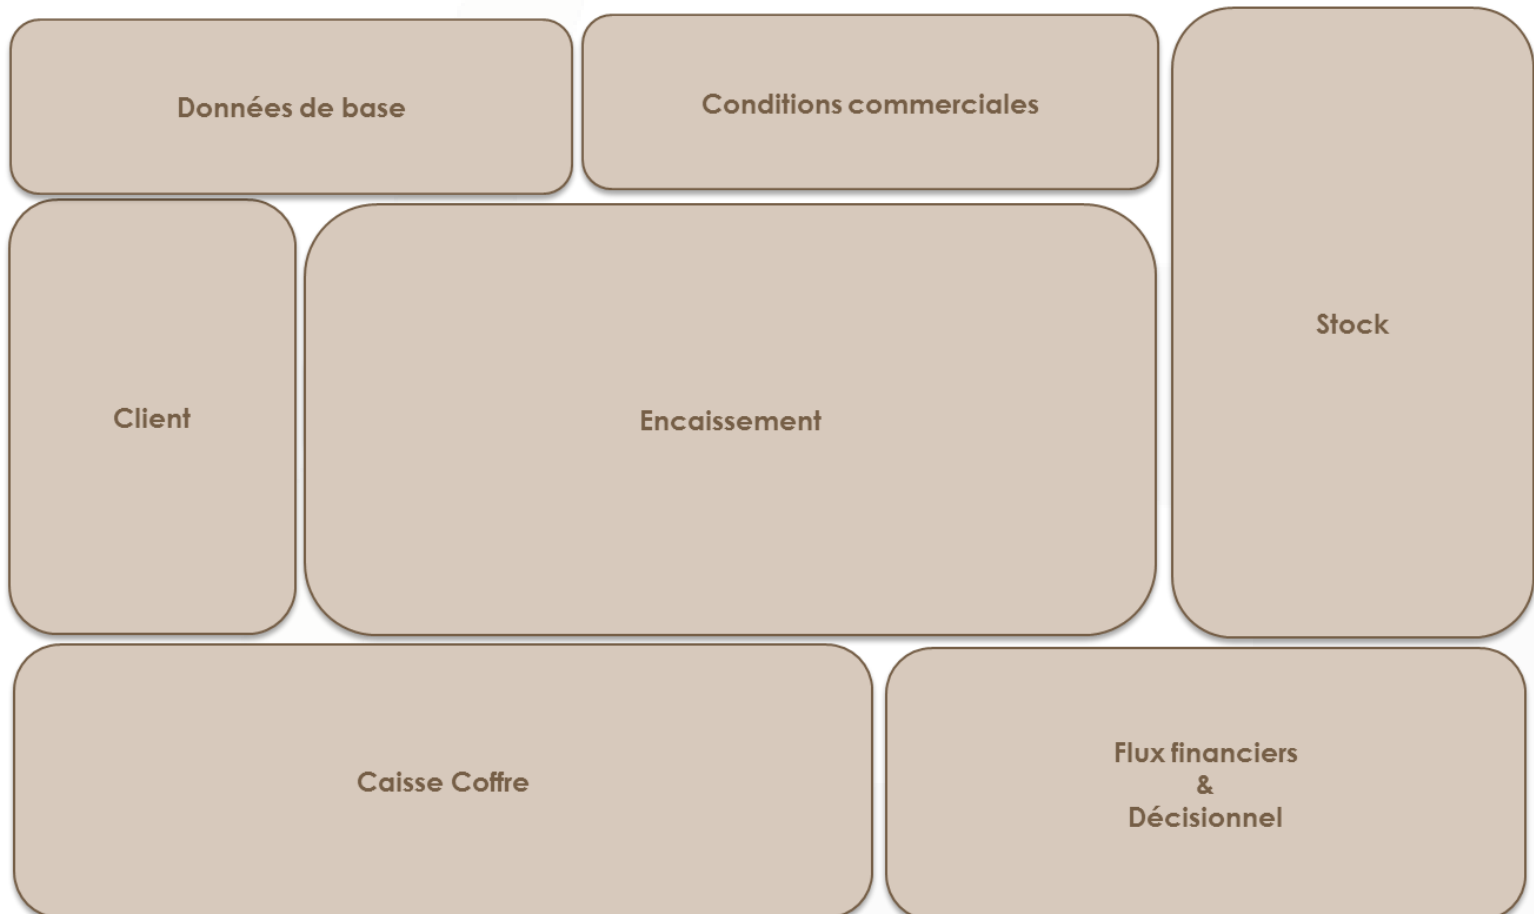 Données de base
Conditions commerciales
Stock
Client
Encaissement
Caisse Coffre
Flux financiers
&
Décisionnel